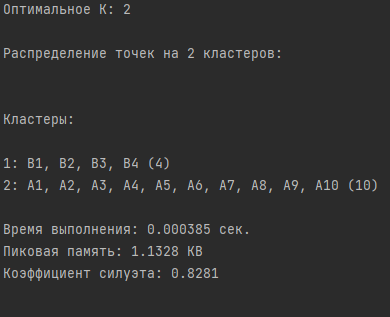 Оптимальное K: 2
Распределение точек на 2 кластеров:
Кластеры:
1: B1, B2, B3, B4 (4)
2: A1, A2, A3, A4, A5, A6, A7, A8, A9, A10 (10)
Время выполнения: 0.000385 сек.
Пиковая память: 1.1328 KB
Коэффициент силуэта: 0.8281